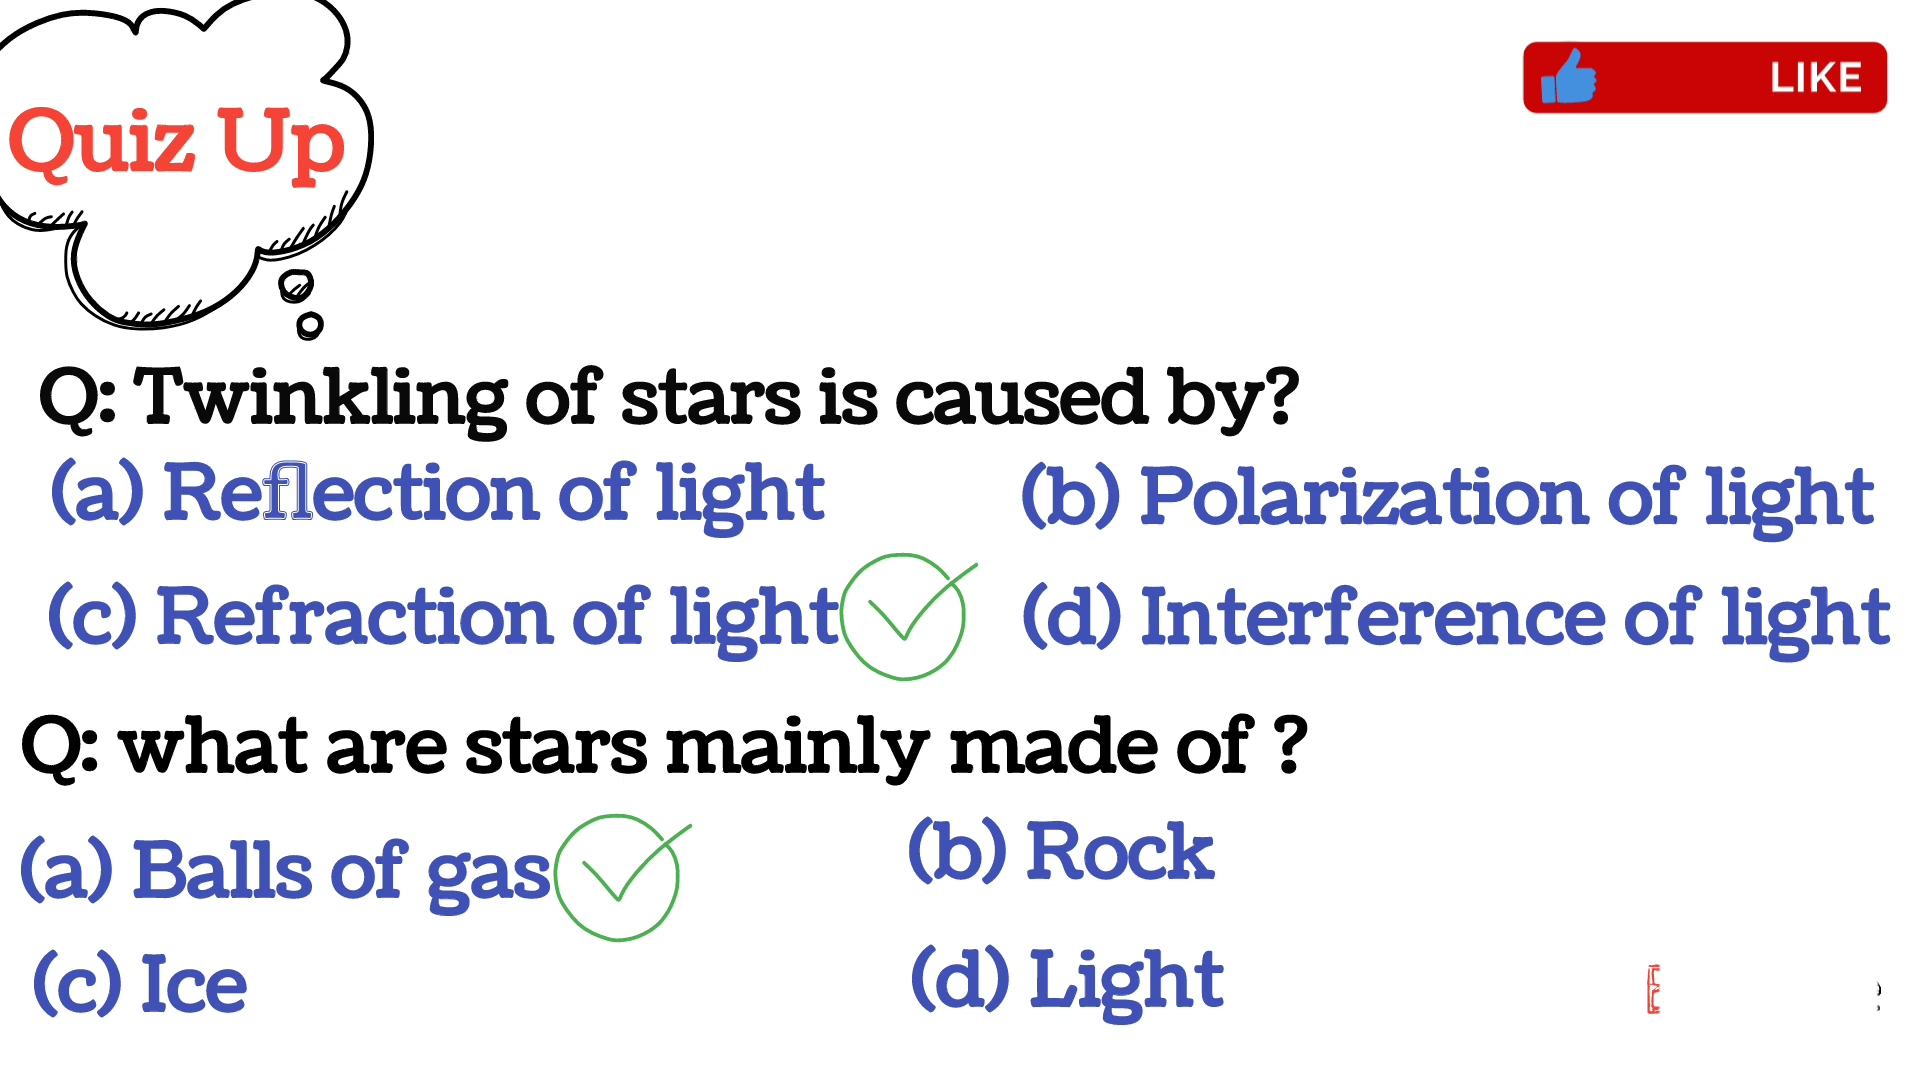 Quiz Up
LIKE
Q: Twinkling of stars is caused by?
(a) Reflection of light
(b) Polarization of light
(c) Refraction of light
(d) Interference of light
Q: what are stars mainly made of ?
(a) Balls of gas
(b) Rock
(c) Ice
(d) Light